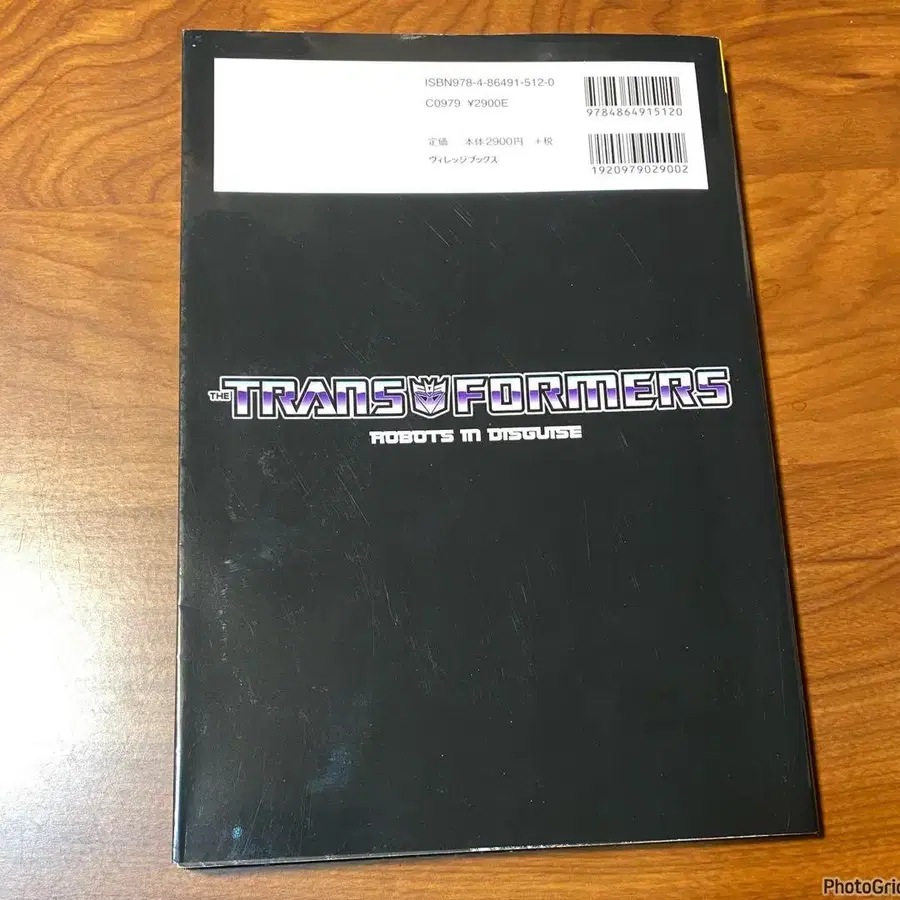 ISBN978-4-86491-512-0
C0979 ¥2900E
定価 本体2900円 +税
ヴィレッジブックス
9784864915120
1920979029002
THE TRANSFORMERS
ROBOTS IN DISGUISE
PhotoGrid